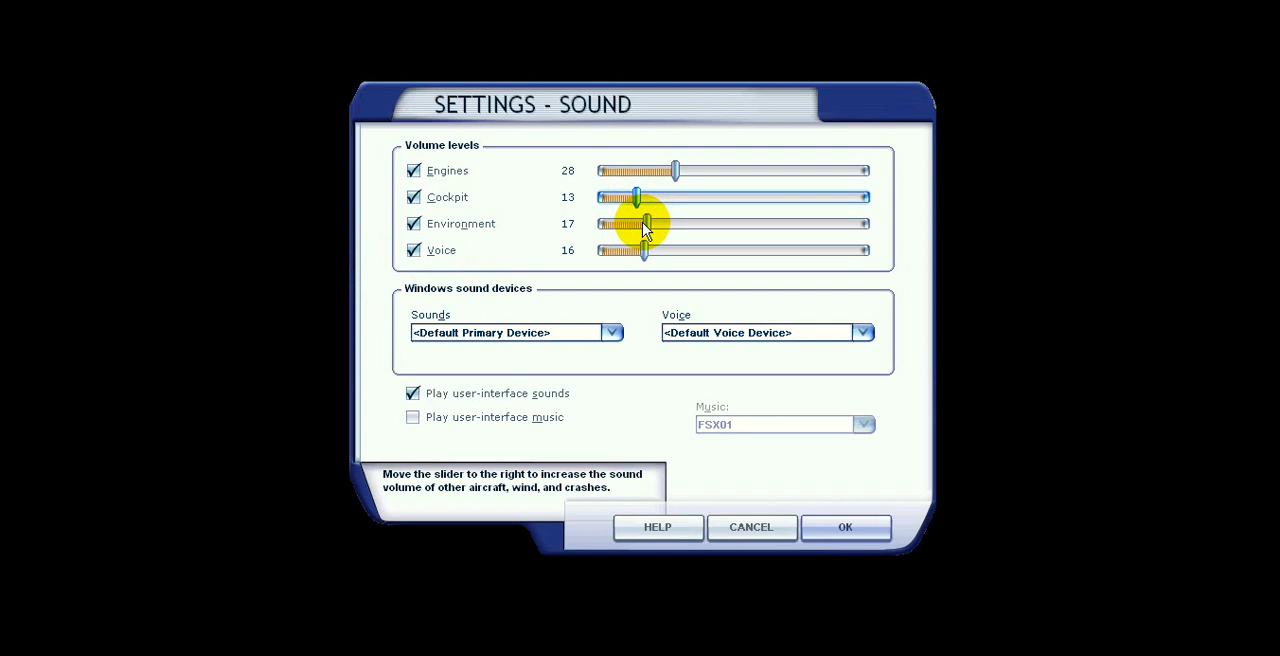 SETTINGS - SOUND
Volume levels
Engines 28
Cockpit 13
Environment 17
Voice 16
Windows sound devices
Sounds Voice
<Default Primary Device> <Default Voice Device>
Play user-interface sounds
Play user-interface music
Music:
FSX01
Move the slider to the right to increase the sound
volume of other aircraft, wind, and crashes.
HELP CANCEL OK